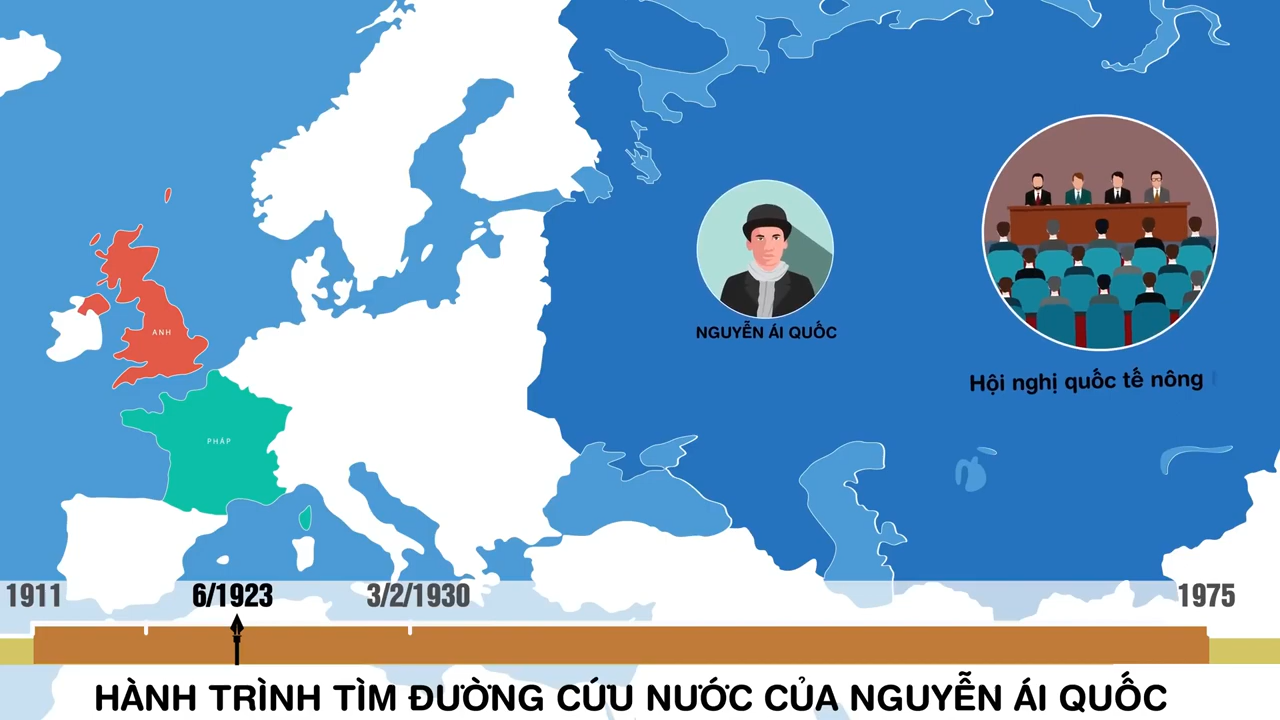 ANH
PHÁP
NGUYỄN ÁI QUỐC
Hội nghị quốc tế nông
1911
6/1923
3/2/1930
1975
HÀNH TRÌNH TÌM ĐƯỜNG CỨU NƯỚC CỦA NGUYỄN ÁI QUỐC